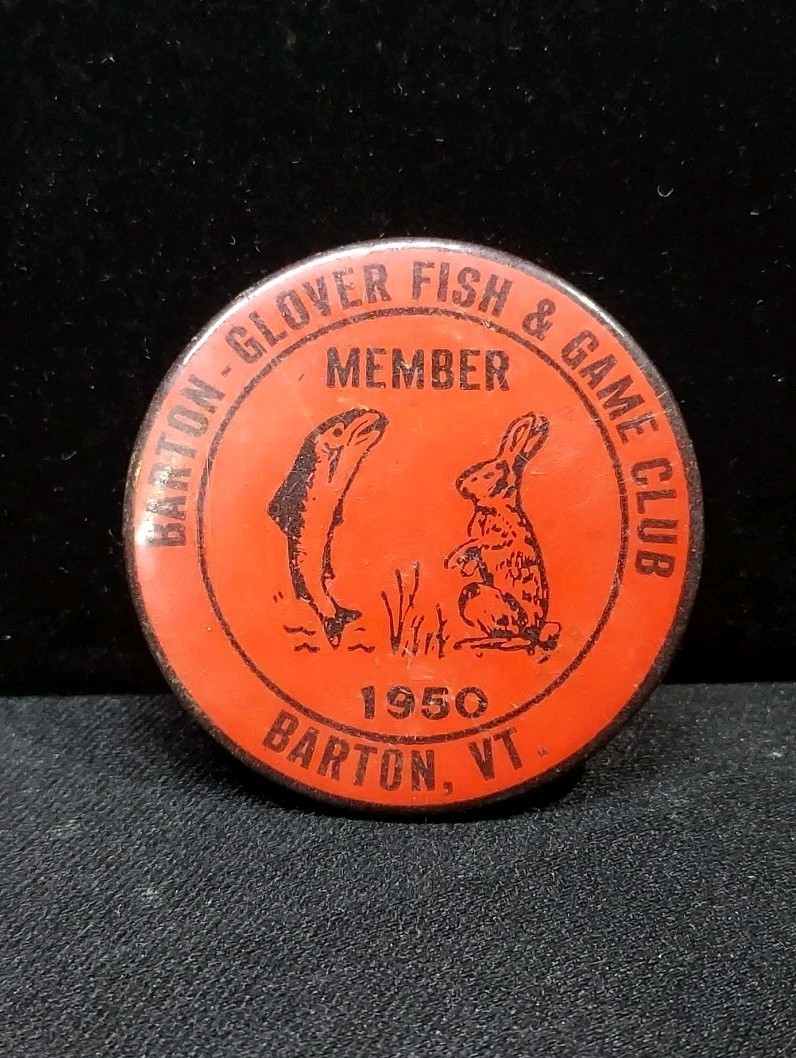 BARTON - GLOVER FISH & GAME CLUB
MEMBER
1950
BARTON, VT.